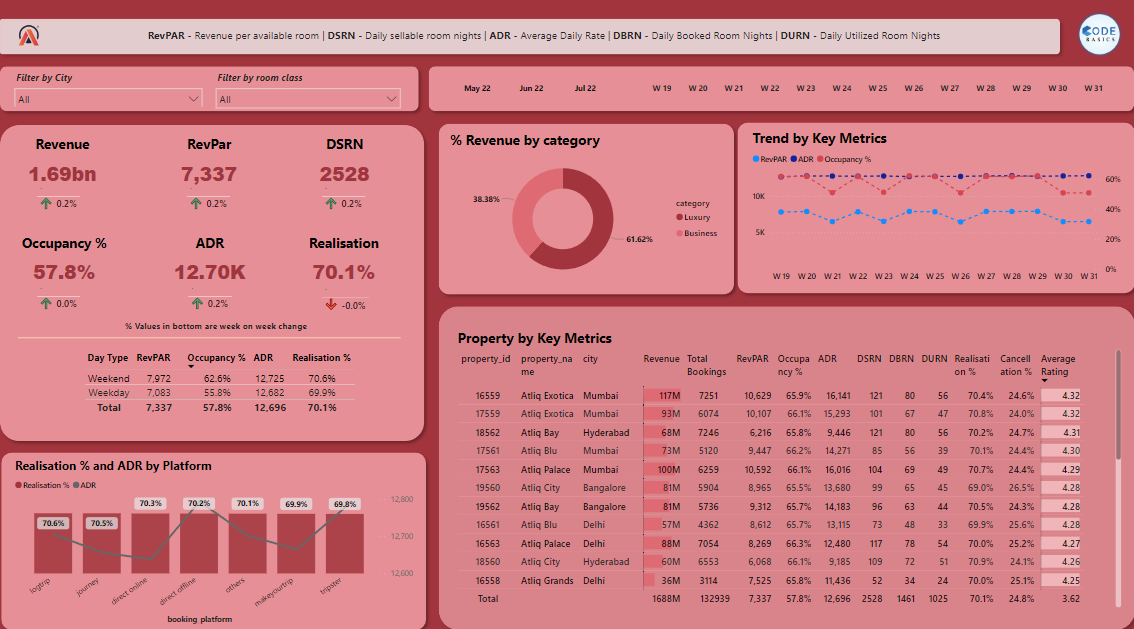 RevPAR - Revenue per available room | DSRN - Daily sellable room nights | ADR - Average Daily Rate | DBRN - Daily Booked Room Nights | DURN - Daily Utilized Room Nights
CODE
BASICS
Filter by City
Filter by room class
All
All
May 22 Jun 22 Jul 22
W 19 W 20 W 21 W 22 W 23 W 24 W 25 W 26 W 27 W 28 W 29 W 30 W 31
Revenue RevPar DSRN
1.69bn 7,337 2528
0.2% 0.2% 0.2%
Occupancy % ADR Realisation
57.8% 12.70K 70.1%
0.0% 0.2% -0.0%
% Values in bottom are week on week change
Day Type RevPAR Occupancy % ADR Realisation %
Weekend 7,972 62.6% 12,725 70.6%
Weekday 7,083 55.8% 12,682 69.9%
Total 7,337 57.8% 12,696 70.1%
% Revenue by category
38.38%
61.62%
category
Luxury
Business
Trend by Key Metrics
RevPAR ADR Occupancy %
10K
5K
60%
40%
20%
0%
W 19 W 20 W 21 W 22 W 23 W 24 W 25 W 26 W 27 W 28 W 29 W 30 W 31
Realisation % and ADR by Platform
Realisation % ADR
70.6% 70.5% 70.3% 70.2% 70.1% 69.9% 69.8%
12,800
12,700
12,600
logtrip journey direct online direct offline others makeyourtrip tripster
booking platform
Property by Key Metrics
property_id property_na city Revenue Total RevPAR Occupa ADR DSRN DBRN DURN Realisati Cancell Average
me Bookings ncy % on % ation % Rating
16559 Atliq Exotica Mumbai 117M 7251 10,629 65.9% 16,141 121 80 56 70.4% 24.6% 4.32
17559 Atliq Exotica Mumbai 93M 6074 10,107 66.1% 15,293 101 67 47 70.8% 24.0% 4.32
18562 Atliq Bay Hyderabad 68M 7246 6,216 65.8% 9,446 121 80 56 70.2% 24.7% 4.31
17561 Atliq Blu Mumbai 73M 5120 9,447 66.2% 14,271 85 56 39 70.1% 24.4% 4.30
17563 Atliq Palace Mumbai 100M 6259 10,592 66.1% 16,016 104 69 49 70.7% 24.4% 4.29
19560 Atliq City Bangalore 81M 5904 8,965 65.5% 13,680 99 65 45 69.0% 26.5% 4.28
19562 Atliq Bay Bangalore 81M 5736 9,312 65.7% 14,183 96 63 44 70.5% 24.3% 4.28
16561 Atliq Blu Delhi 57M 4362 8,612 65.7% 13,115 73 48 33 69.9% 25.6% 4.28
16563 Atliq Palace Delhi 88M 7054 8,269 66.3% 12,480 117 78 54 70.0% 25.2% 4.27
18560 Atliq City Hyderabad 60M 6553 6,068 66.1% 9,185 109 72 51 70.9% 24.1% 4.26
16558 Atliq Grands Delhi 36M 3114 7,525 65.8% 11,436 52 34 24 70.0% 25.1% 4.25
Total 1688M 132939 7,337 57.8% 12,696 2528 1461 1025 70.1% 24.8% 3.62